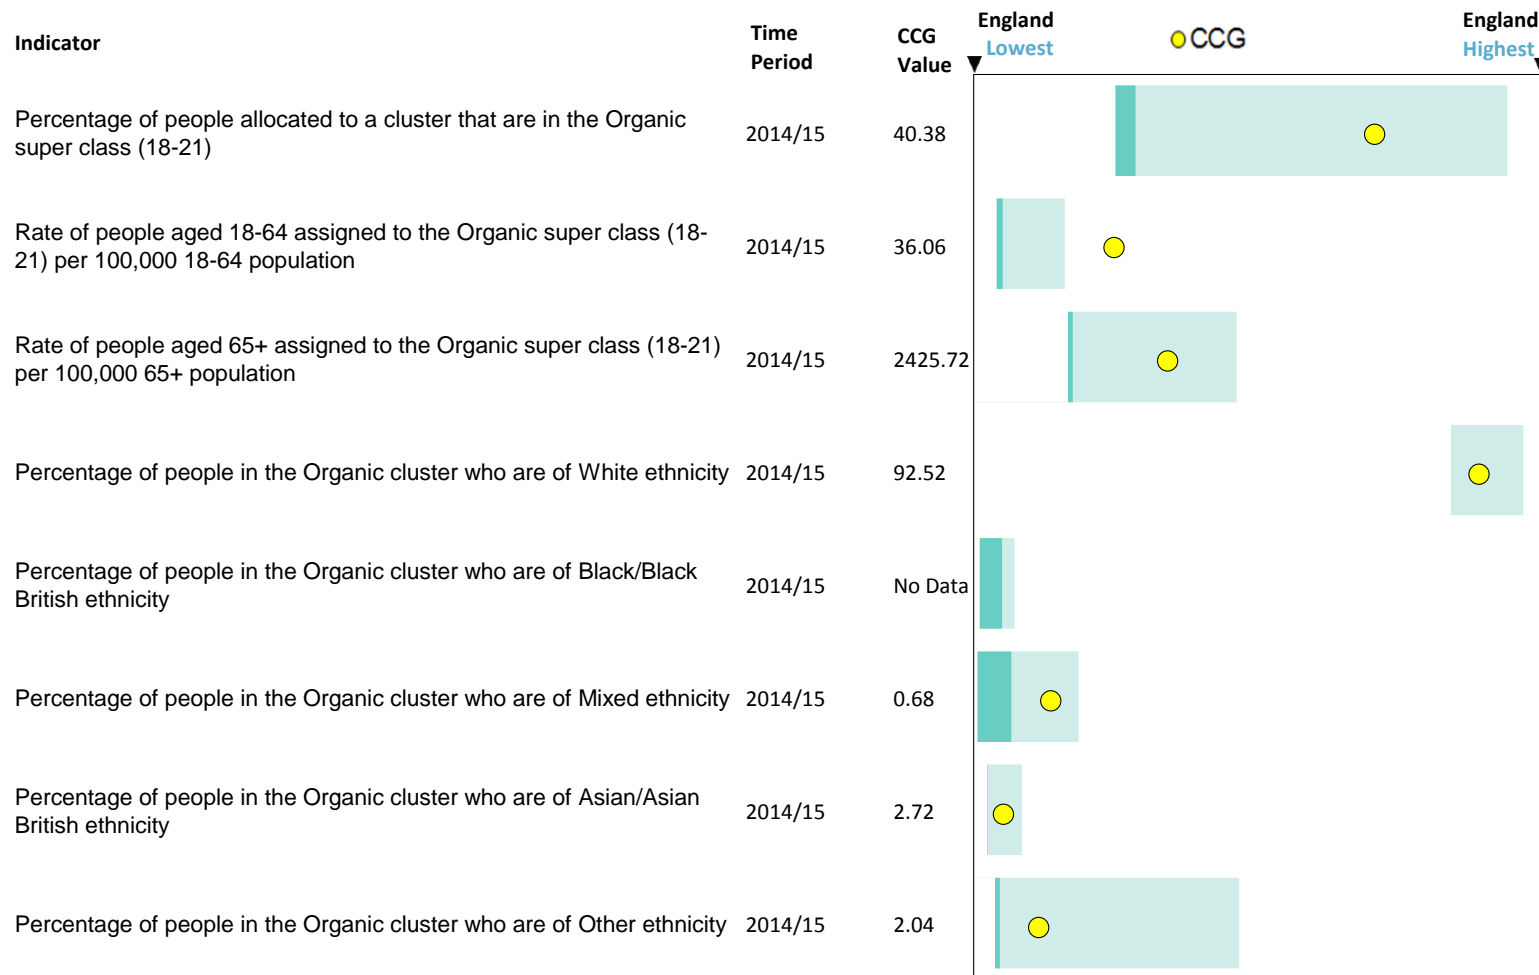 Indicator
Time
Period
CCG
Value
England
Lowest
CCG
England
Highest
Percentage of people allocated to a cluster that are in the Organic
super class (18-21)
2014/15
40.38
Rate of people aged 18-64 assigned to the Organic super class (18-
21) per 100,000 18-64 population
2014/15
36.06
Rate of people aged 65+ assigned to the Organic super class (18-21)
per 100,000 65+ population
2014/15
2425.72
Percentage of people in the Organic cluster who are of White ethnicity
2014/15
92.52
Percentage of people in the Organic cluster who are of Black/Black
British ethnicity
2014/15
No Data
Percentage of people in the Organic cluster who are of Mixed ethnicity
2014/15
0.68
Percentage of people in the Organic cluster who are of Asian/Asian
British ethnicity
2014/15
2.72
Percentage of people in the Organic cluster who are of Other ethnicity
2014/15
2.04